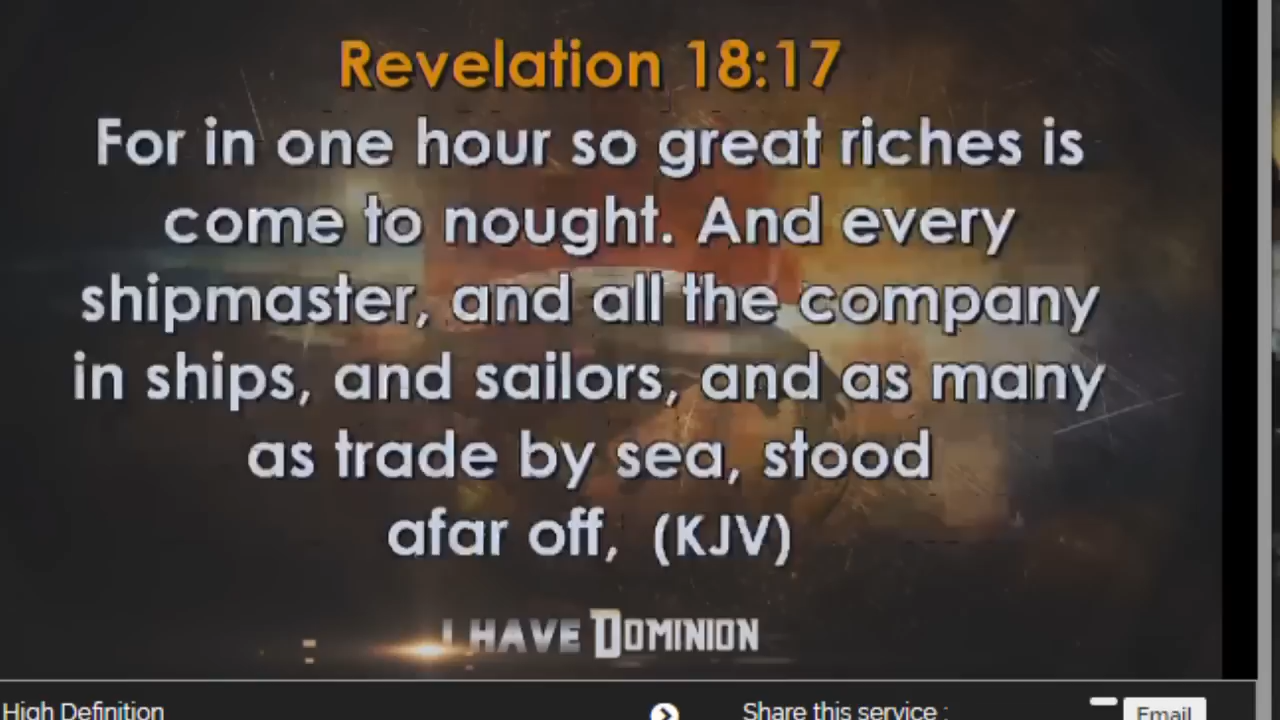 Revelation 18:17
For in one hour so great riches is
come to nought. And every
shipmaster, and all the company
in ships, and sailors, and as many
as trade by sea, stood
afar off, (KJV)
I HAVE DOMINION
High Definition
Share this service :
Email